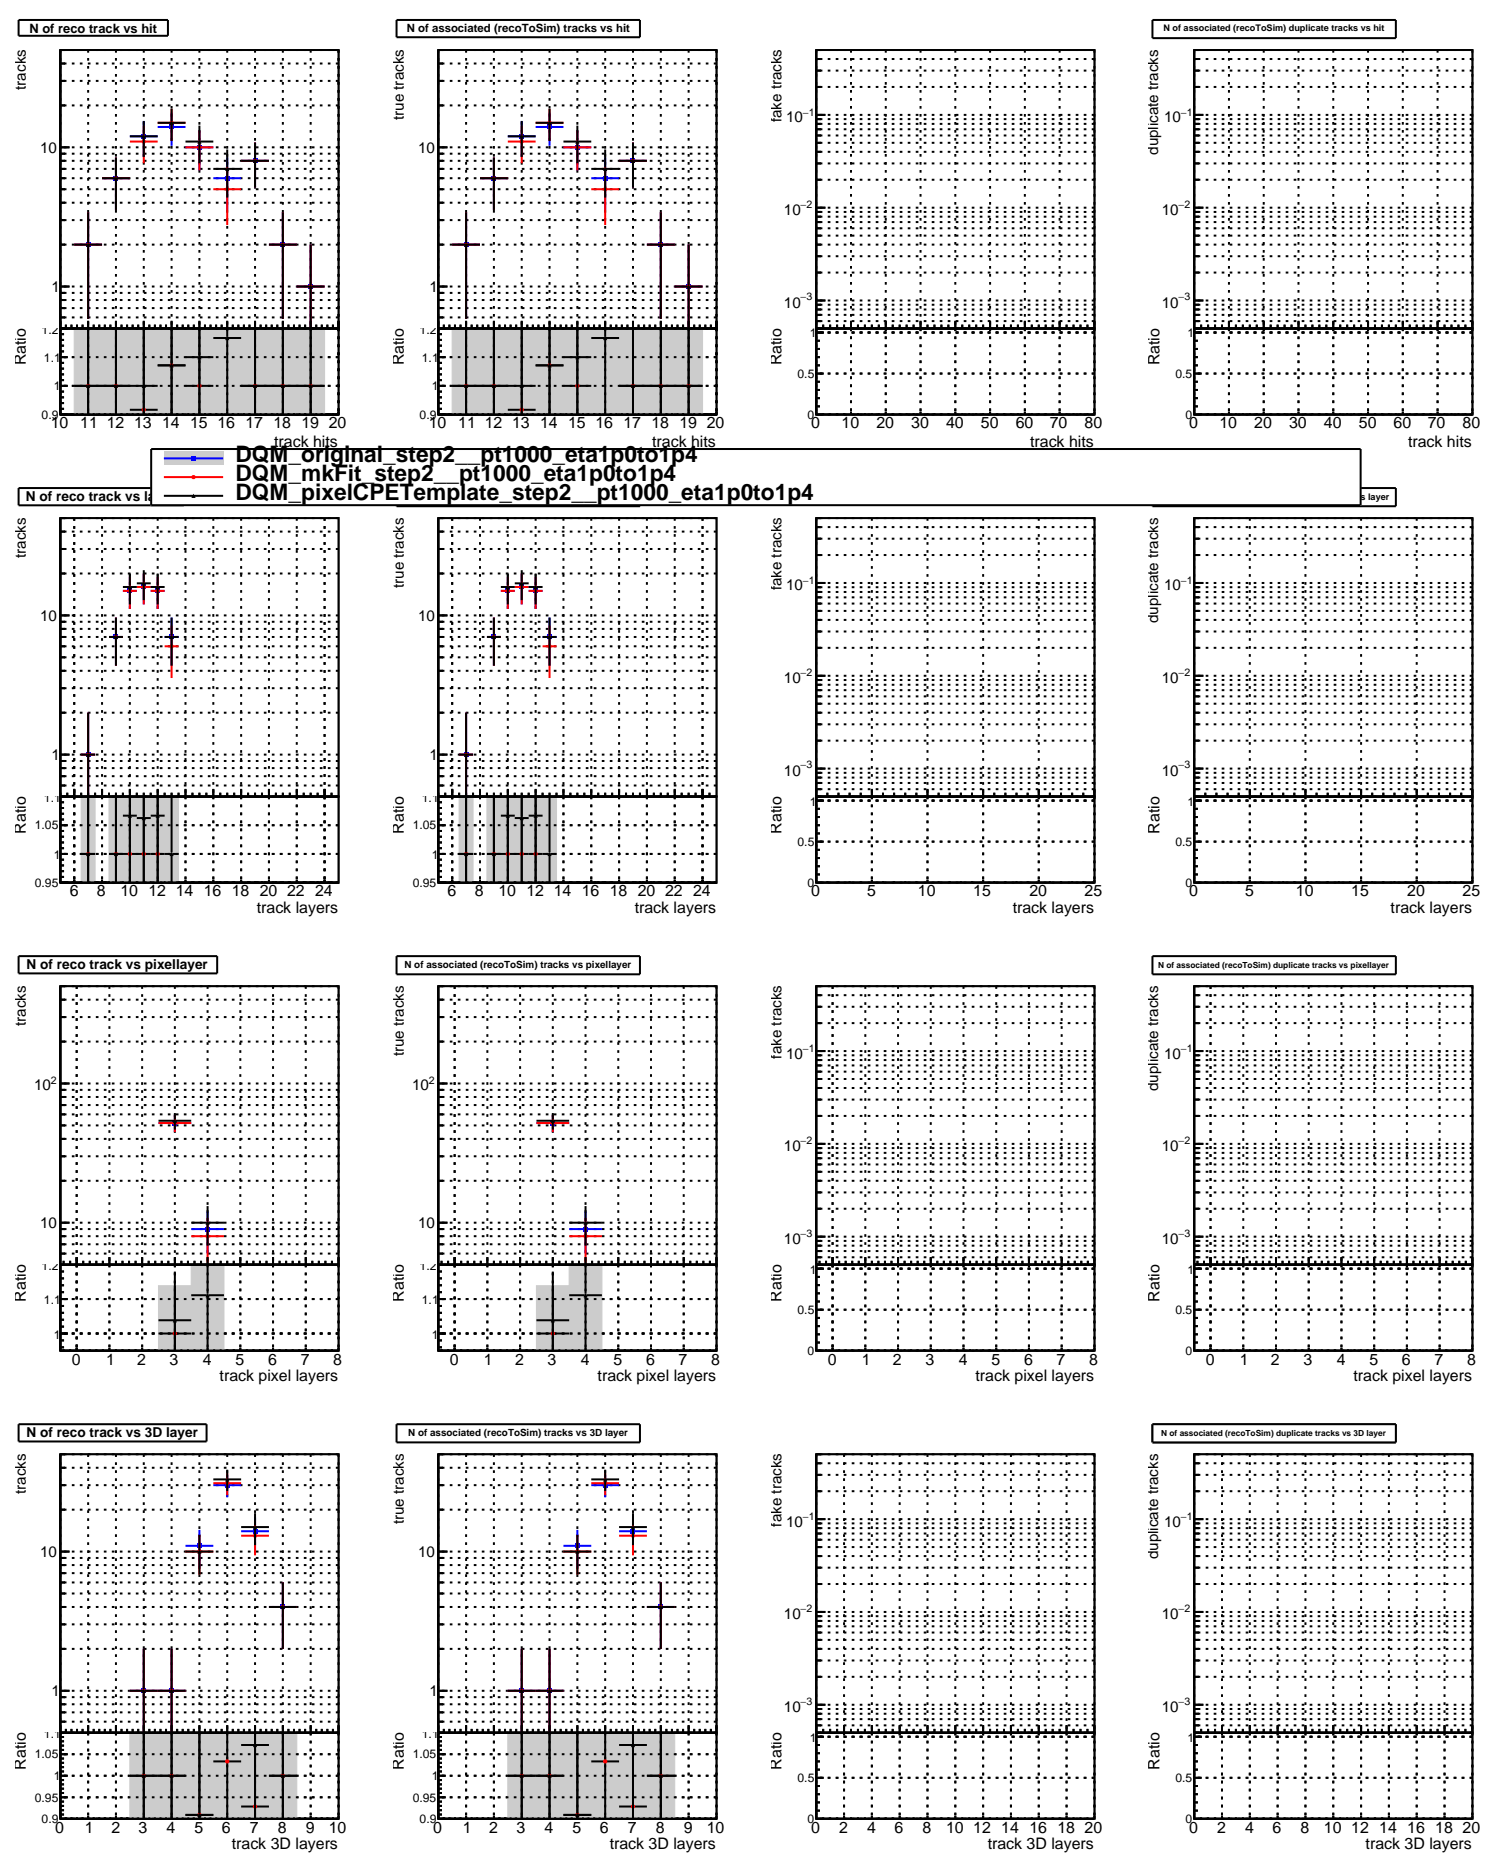 N of reco track vs hit
N of associated (recoToSim) tracks vs hit
N of associated (recoToSim) duplicate tracks vs hit
tracks
true tracks
fake tracks
duplicate tracks
10
1
10
1
10⁻¹
10⁻²
10⁻³
10⁻¹
10⁻²
10⁻³
Ratio
1.2
1.1
1
0.9
Ratio
1.2
1.1
1
0.9
Ratio
1
0.5
0
Ratio
1
0.5
0
10 11 12 13 14 15 16 17 18 19 20
10 11 12 13 14 15 16 17 18 19 20
0 10 20 30 40 50 60 70 80
0 10 20 30 40 50 60 70 80
track hits
track hits
track hits
track hits
DQM_original_step2__pt1000_eta1p0to1p4
DQM_mkFit_step2__pt1000_eta1p0to1p4
DQM_pixelCPETemplate_step2__pt1000_eta1p0to1p4
N of reco track vs la
s layer
tracks
true tracks
fake tracks
duplicate tracks
10
1
10
1
10⁻¹
10⁻²
10⁻³
10⁻¹
10⁻²
10⁻³
Ratio
1.1
1.05
1
0.95
Ratio
1.1
1.05
1
0.95
Ratio
1
0.5
0
Ratio
1
0.5
0
6 8 10 12 14 16 18 20 22 24
6 8 10 12 14 16 18 20 22 24
0 5 10 15 20 25
0 5 10 15 20 25
track layers
track layers
track layers
track layers
N of reco track vs pixellayer
N of associated (recoToSim) tracks vs pixellayer
N of associated (recoToSim) duplicate tracks vs pixellayer
tracks
true tracks
fake tracks
duplicate tracks
10²
10
10²
10
10⁻¹
10⁻²
10⁻³
10⁻¹
10⁻²
10⁻³
Ratio
1.2
1.1
1
Ratio
1.2
1.1
1
Ratio
1
0.5
0
Ratio
1
0.5
0
0 1 2 3 4 5 6 7 8
0 1 2 3 4 5 6 7 8
0 1 2 3 4 5 6 7 8
0 1 2 3 4 5 6 7 8
track pixel layers
track pixel layers
track pixel layers
track pixel layers
N of reco track vs 3D layer
N of associated (recoToSim) tracks vs 3D layer
N of associated (recoToSim) duplicate tracks vs 3D layer
tracks
true tracks
fake tracks
duplicate tracks
10
1
10
1
10⁻¹
10⁻²
10⁻³
10⁻¹
10⁻²
10⁻³
Ratio
1.1
1.05
1
0.95
0.9
Ratio
1.1
1.05
1
0.95
0.9
Ratio
1
0.5
0
Ratio
1
0.5
0
0 1 2 3 4 5 6 7 8 9 10
0 1 2 3 4 5 6 7 8 9 10
0 2 4 6 8 10 12 14 16 18 20
0 2 4 6 8 10 12 14 16 18 20
track 3D layers
track 3D layers
track 3D layers
track 3D layers